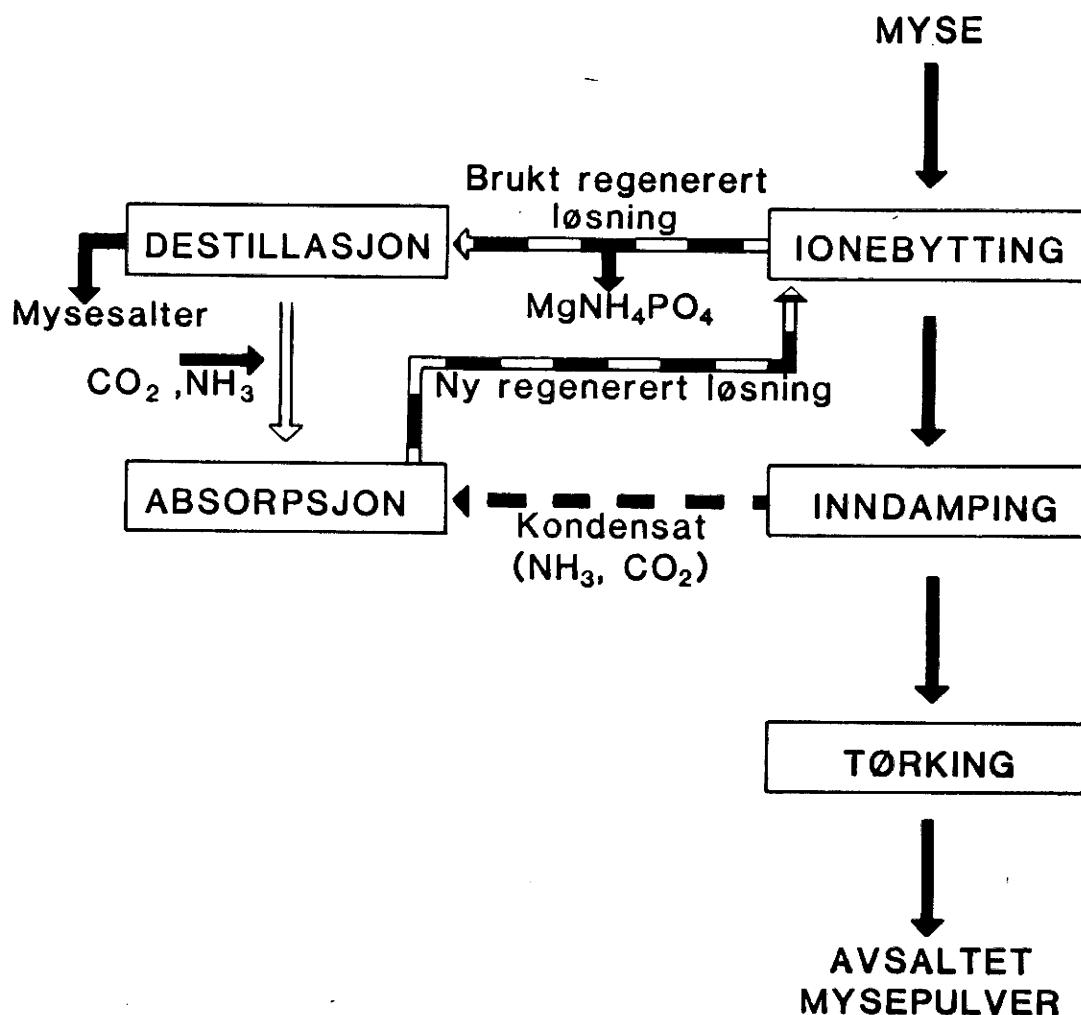 MYSE
Brukt regenerert
løsning
DESTILLASJON
IONEBYTTING
Mysesalter
MgNH₄PO₄
CO₂ ,NH₃
Ny regenerert løsning
ABSORPSJON
INNDAMPING
Kondensat
(NH₃, CO₂)
TØRKING
AVSALTET
MYSEPULVER